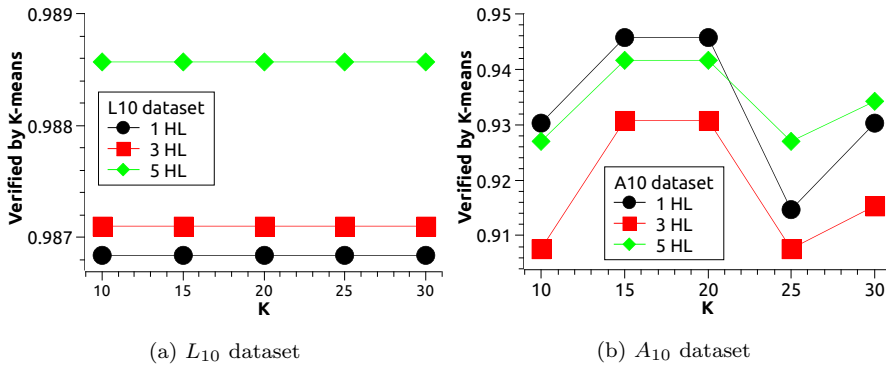 0.989
0.988
0.987
Verified by K-means
L10 dataset
1 HL
3 HL
5 HL
10 15 20 25 30
K
(a) L10 dataset
0.95
0.94
0.93
0.92
0.91
Verified by K-means
A10 dataset
1 HL
3 HL
5 HL
10 15 20 25 30
K
(b) A10 dataset